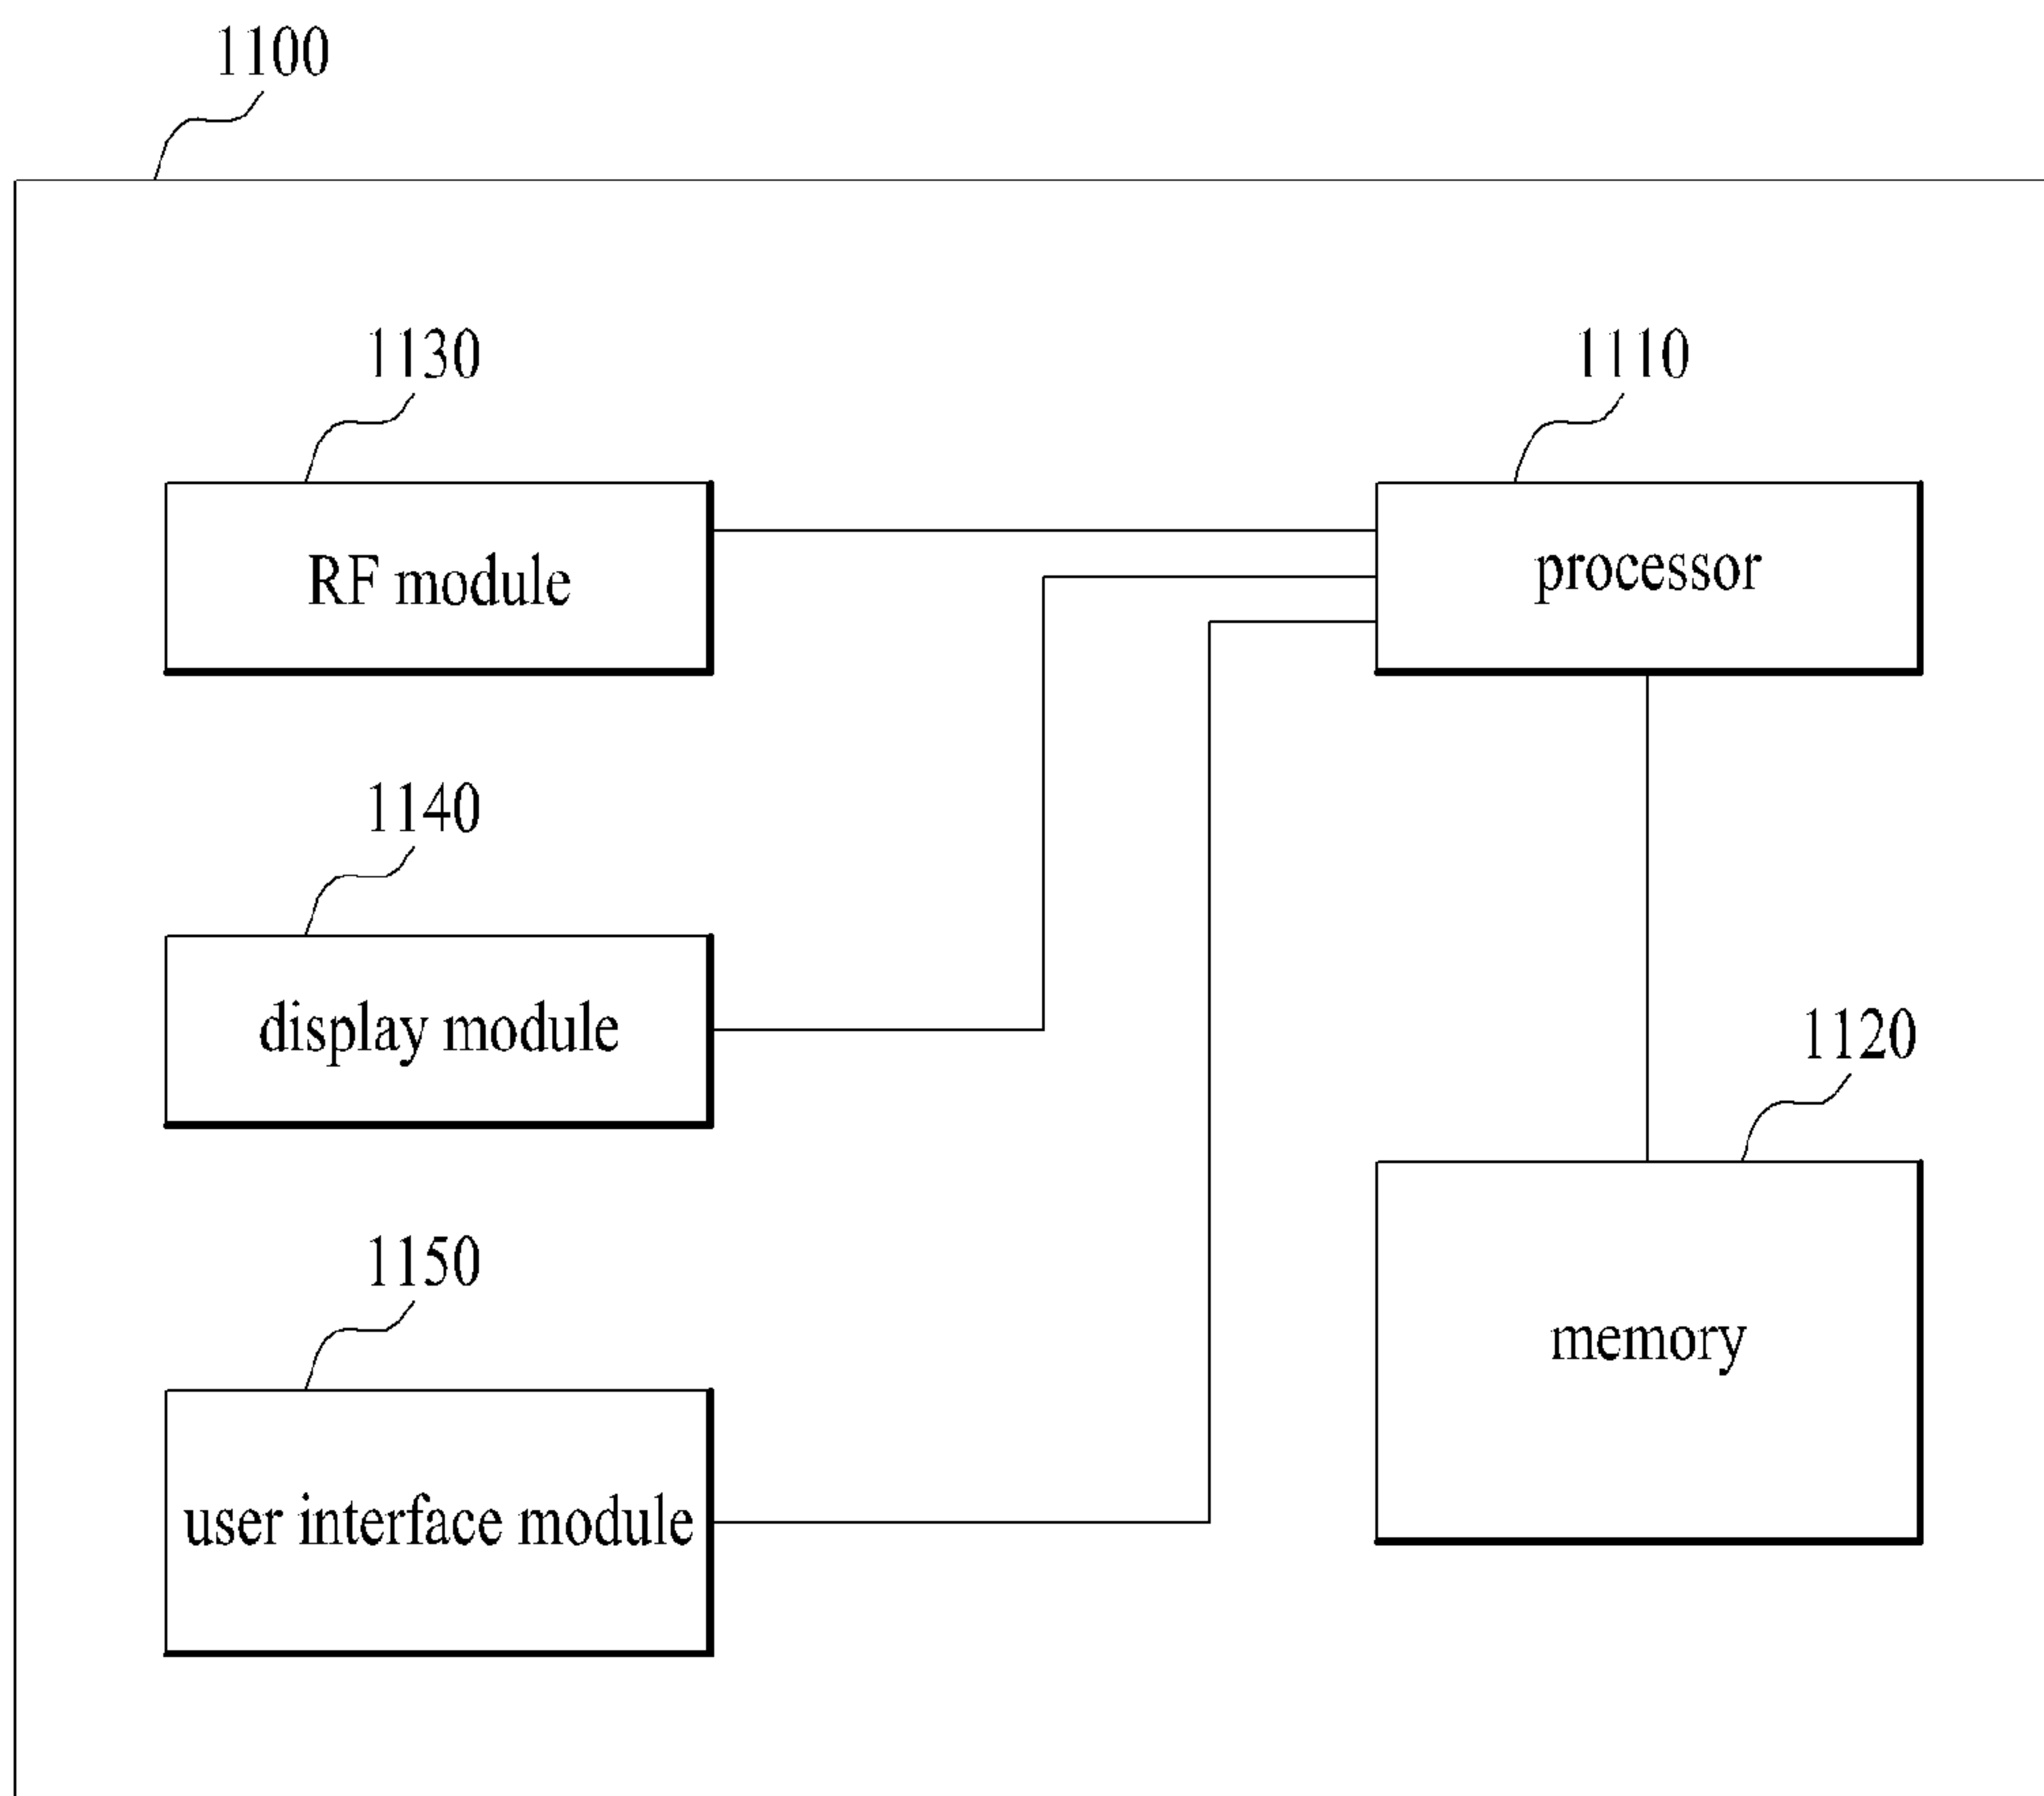 1100
1130
1110
RF module
processor
1140
display module
1120
1150
memory
user interface module